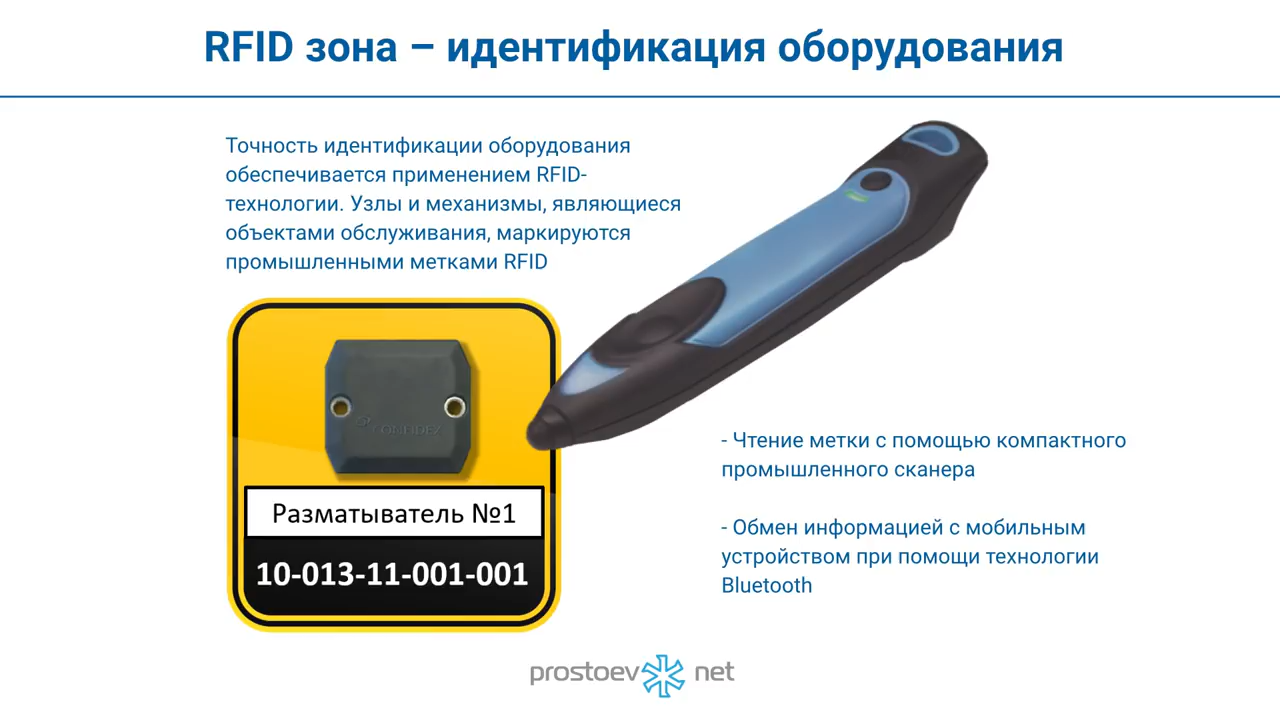 RFID зона – идентификация оборудования
Точность идентификации оборудования
обеспечивается применением RFID-
технологии. Узлы и механизмы, являющиеся
объектами обслуживания, маркируются
промышленными метками RFID
CONFIDEX
Разматыватель №1
10-013-11-001-001
- Чтение метки с помощью компактного
промышленного сканера
- Обмен информацией с мобильным
устройством при помощи технологии
Bluetooth
prostoev net